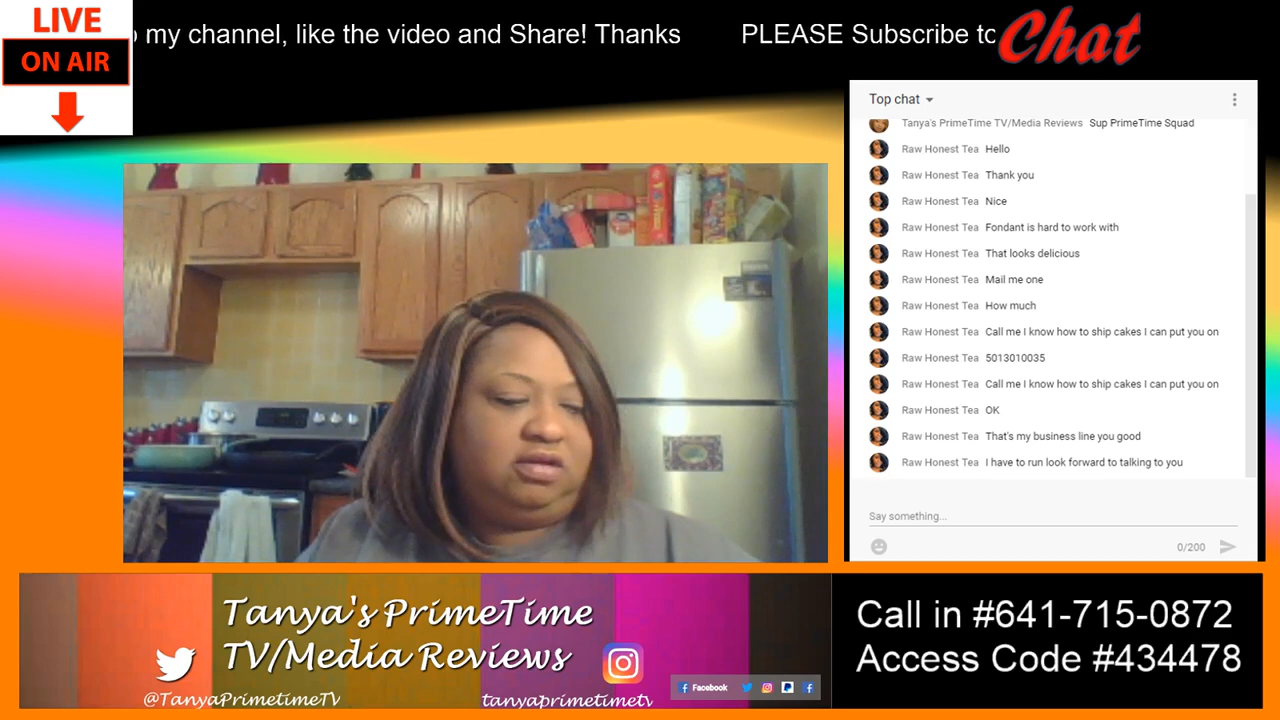 LIVE
ON AIR
o my channel, like the video and Share! Thanks
PLEASE Subscribe to
Chat
Top chat
Tanya's PrimeTime TV/Media Reviews Sup PrimeTime Squad
Raw Honest Tea Hello
Raw Honest Tea Thank you
Raw Honest Tea Nice
Raw Honest Tea Fondant is hard to work with
Raw Honest Tea That looks delicious
Raw Honest Tea Mail me one
Raw Honest Tea How much
Raw Honest Tea Call me I know how to ship cakes I can put you on
Raw Honest Tea 5013010035
Raw Honest Tea Call me I know how to ship cakes I can put you on
Raw Honest Tea OK
Raw Honest Tea That's my business line you good
Raw Honest Tea I have to run look forward to talking to you
Say something...
0/200
Tanya's PrimeTime
TV/Media Reviews
@TanyaPrimetimeTV
tanyaprimetimetv
Facebook
Call in #641-715-0872
Access Code #434478